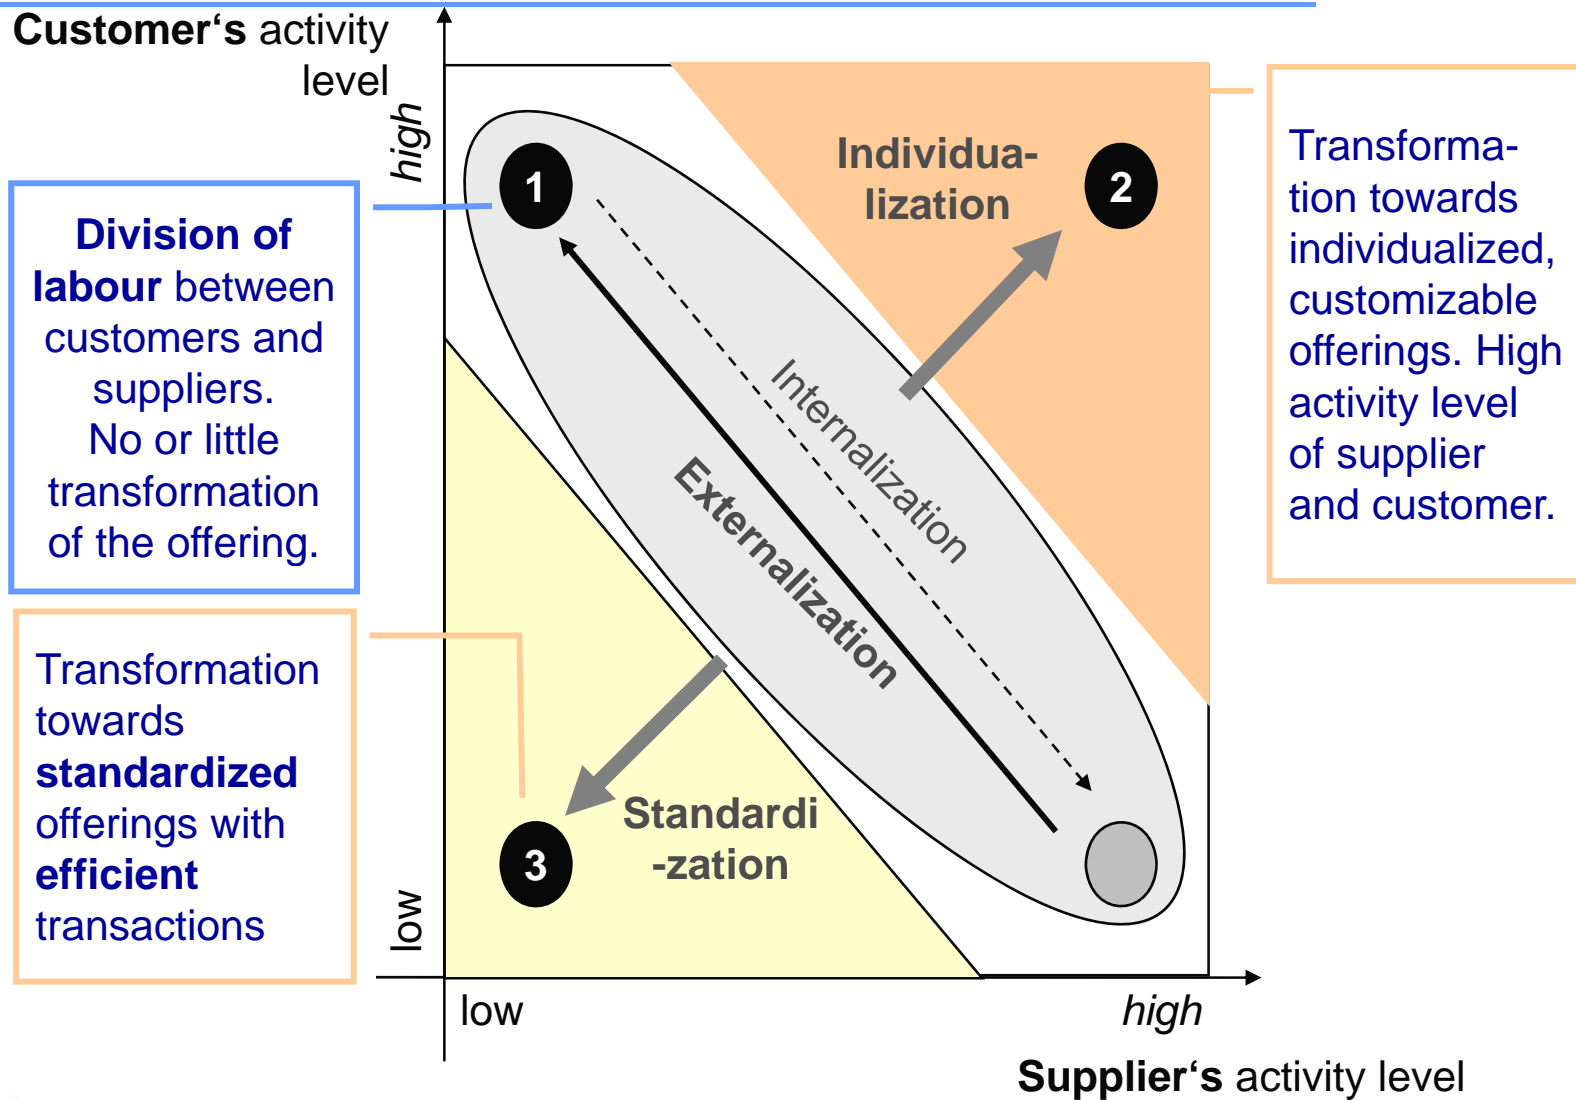 Customer‘s activity
level
high
Division of
labour between
customers and
suppliers.
No or little
transformation
of the offering.
Transformation
towards
standardized
offerings with
efficient
transactions
1
Individua-
lization
2
Internalization
Externalization
3
Standardi
-zation
Transforma-
tion towards
individualized,
customizable
offerings. High
activity level
of supplier
and customer.
low
low
high
Supplier‘s activity level